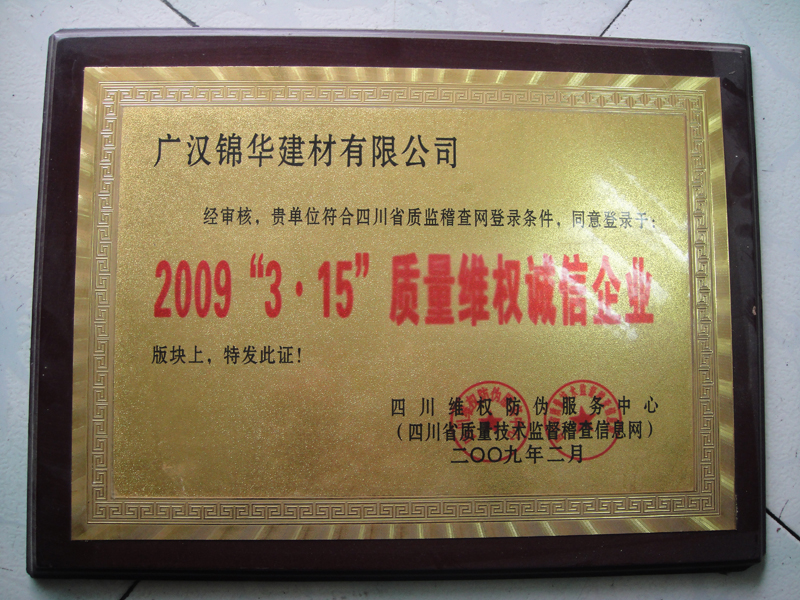 广汉锦华建材有限公司
经审核，贵单位符合四川省质监稽查网登录条件，同意登录于：
2009“3·15”质量维权诚信企业
版块上，特发此证！
四川维权防伪服务中心
（四川省质量技术监督稽查信息网）
二〇〇九年二月